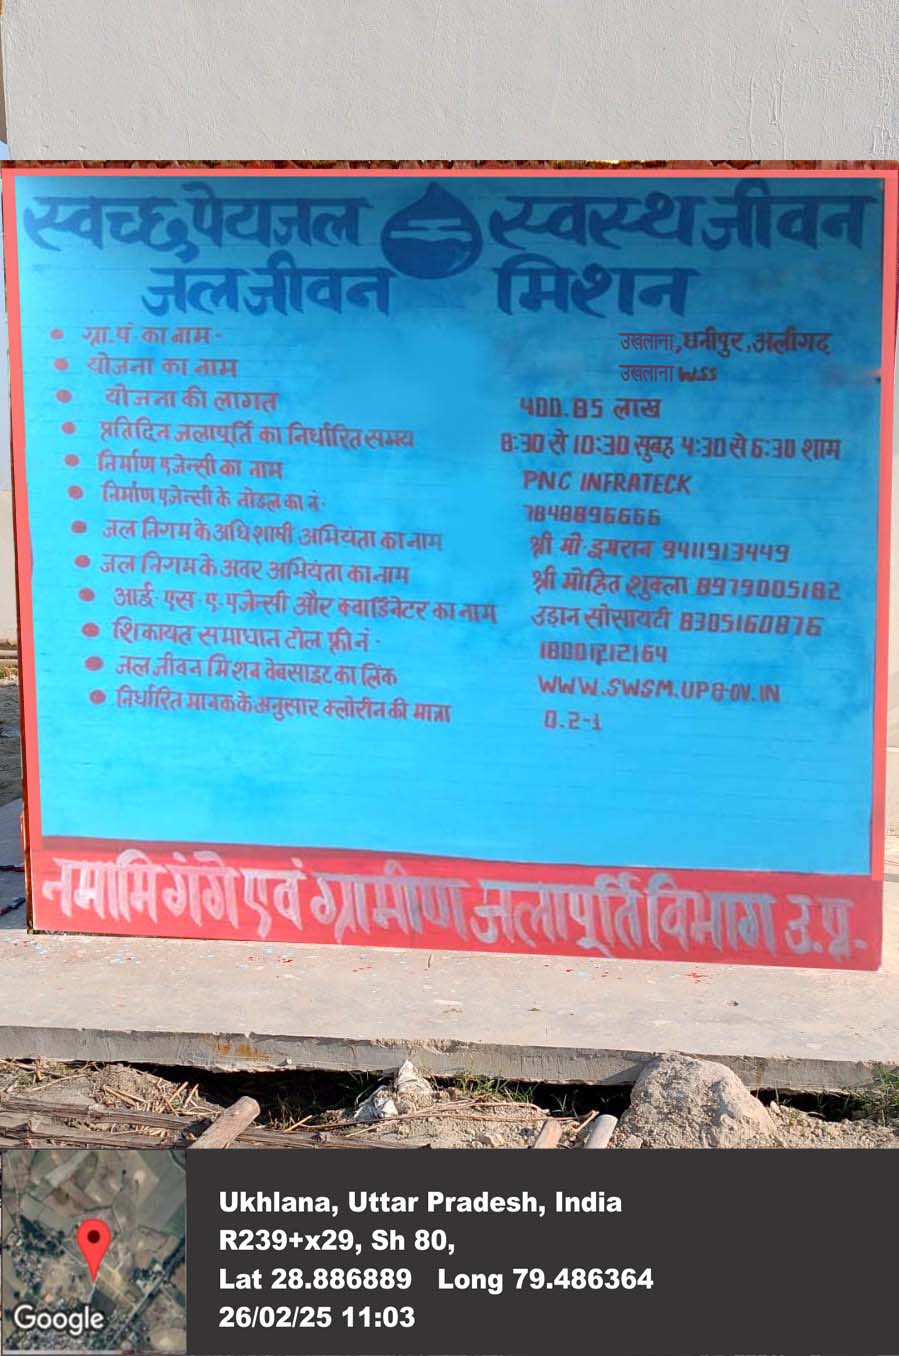 स्वच्छ पेयजल स्वस्थ जीवन
जल जीवन मिशन
ग्रा.पं. का नाम - उखलाना, धनीपुर, अलीगढ़
योजना का नाम उखलाना W.SS
योजना की लागत 400.85 लाख
प्रतिदिन जलापूर्ति का निर्धारित समय 8:30 से 10:30 सुबह 4:30 से 6:30 शाम
निर्माण एजेन्सी का नाम PNC INFRATECK
निर्माण एजेन्सी के नोडल का नं. 7848896666
जल निगम के अधिशाषी अभियंता का नाम श्री मो. इमरान 9411913449
जल निगम के अवर अभियंता का नाम श्री मोहित शुक्ला 8979005182
आई. एस. ए. एजेन्सी और क्वार्डिनेटर का नाम उड़ान सोसायटी 8305160876
शिकायत समाधान टोल फ्री नं. 18001212164
जल जीवन मिशन वेबसाइट का लिंक WWW.SWSM.UPGOV.IN
निर्धारित मानक के अनुसार क्लोरीन की मात्रा 0.2-1
नमामि गंगे एवं ग्रामीण जलापूर्ति विभाग उ.प्र.
Ukhlana, Uttar Pradesh, India
R239+x29, Sh 80,
Lat 28.886889 Long 79.486364
26/02/25 11:03
Google